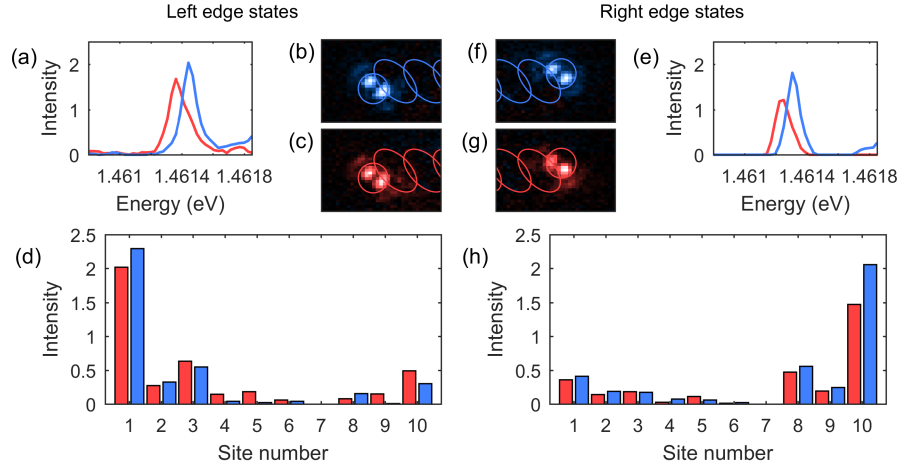 Left edge states
Right edge states
(a)
(b)
(f)
(e)
Intensity
2
1
0
1.461 1.4614 1.4618
Energy (eV)
(c)
(g)
Intensity
2
1
0
1.461 1.4614 1.4618
Energy (eV)
(d)
Intensity
2.5
2
1.5
1
0.5
0
1 2 3 4 5 6 7 8 9 10
Site number
(h)
Intensity
2.5
2
1.5
1
0.5
0
1 2 3 4 5 6 7 8 9 10
Site number